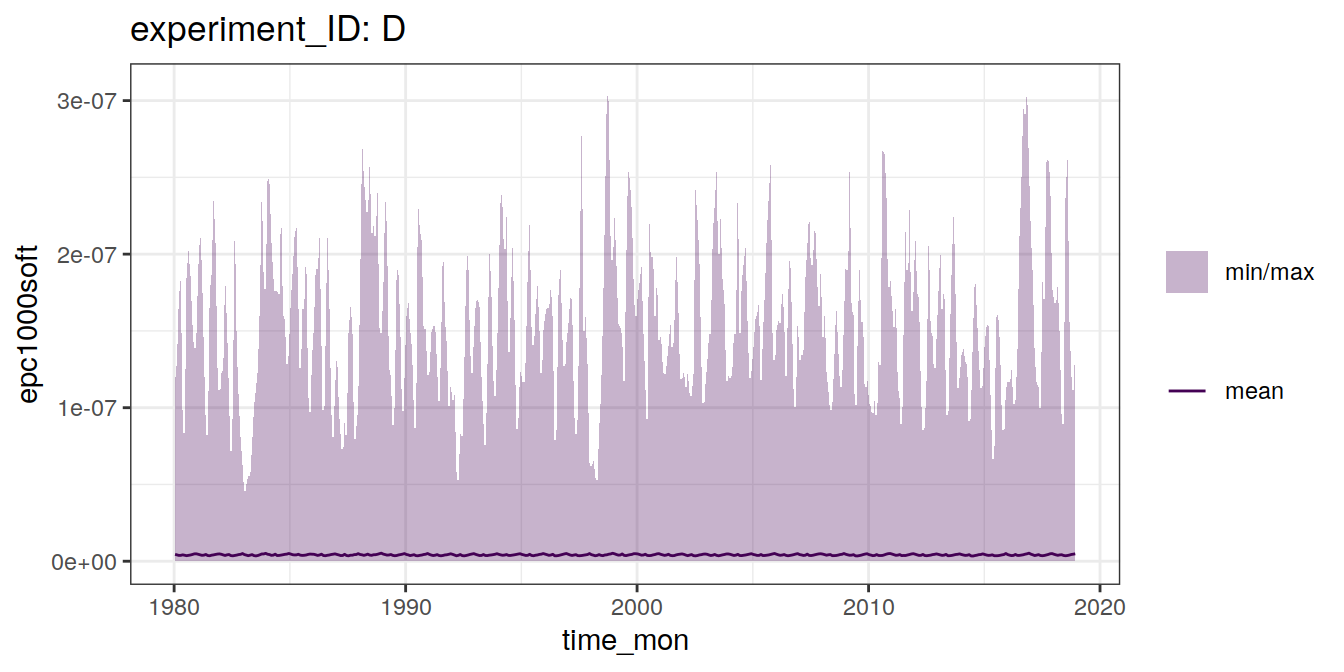 experiment_ID: D
3e-07
2e-07
1e-07
0e+00
epc1000soft
1980
1990
2000
2010
2020
time_mon
min/max
mean